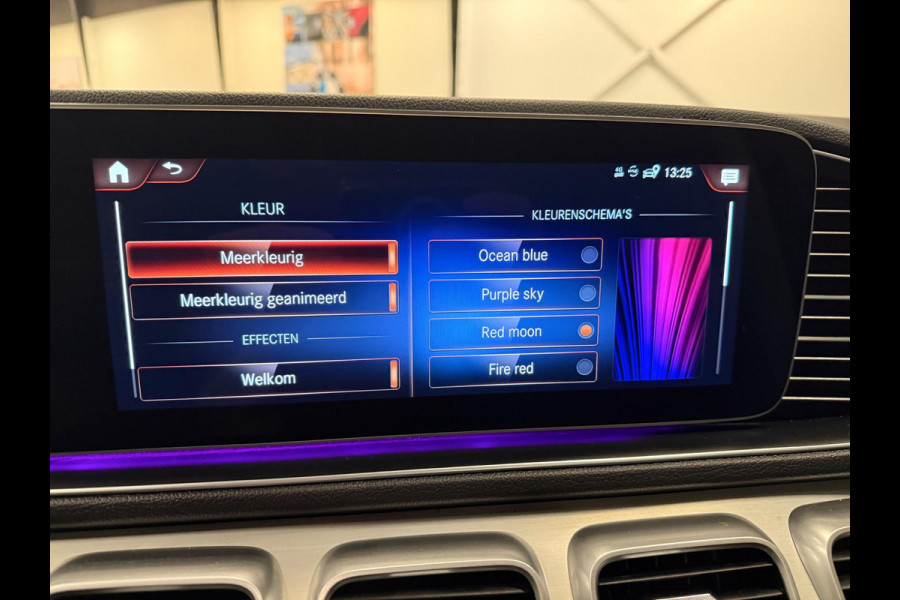 13:25
KLEUR
Meerkleurig
Meerkleurig geanimeerd
EFFECTEN
Welkom
KLEURENSCHEMA'S
Ocean blue
Purple sky
Red moon
Fire red